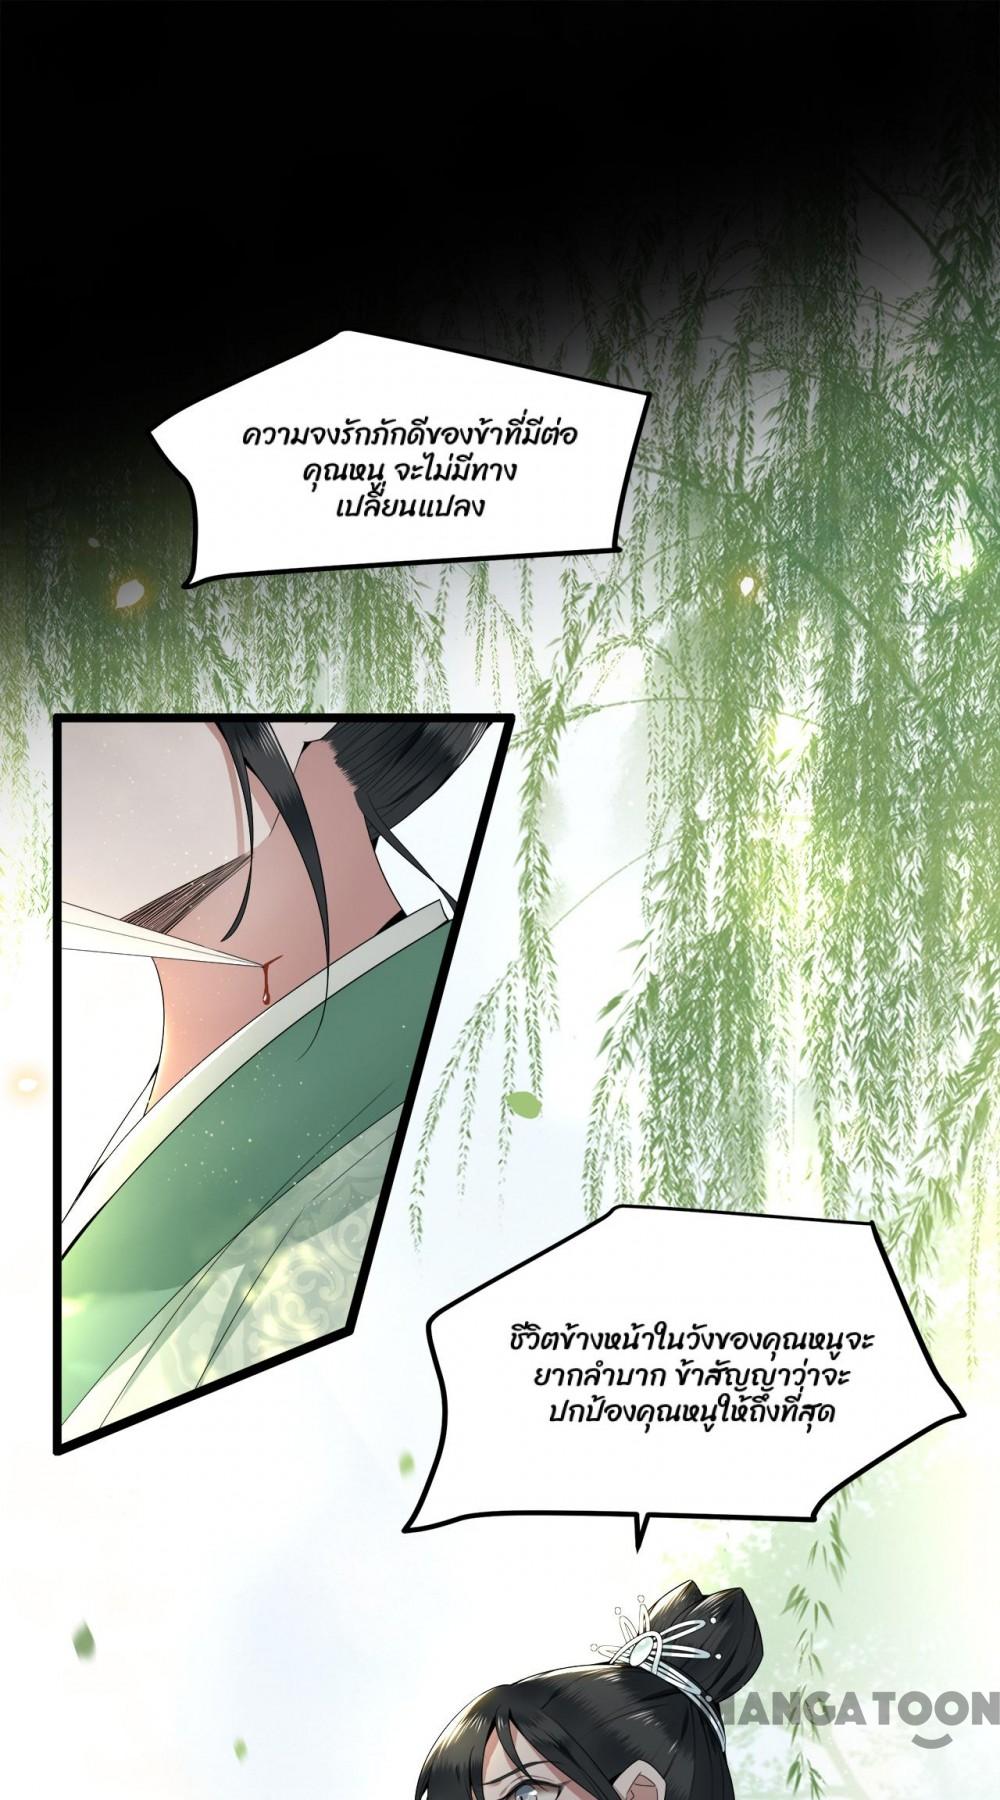 ความจงรักภักดีของข้าที่มีต่อ
คุณหนู จะไม่มีทาง
เปลี่ยนแปลง
ชีวิตข้างหน้าในวังของคุณหนูจะ
ยากลำบาก ข้าสัญญาว่าจะ
ปกป้องคุณหนูให้ถึงที่สุด
MANGATOON